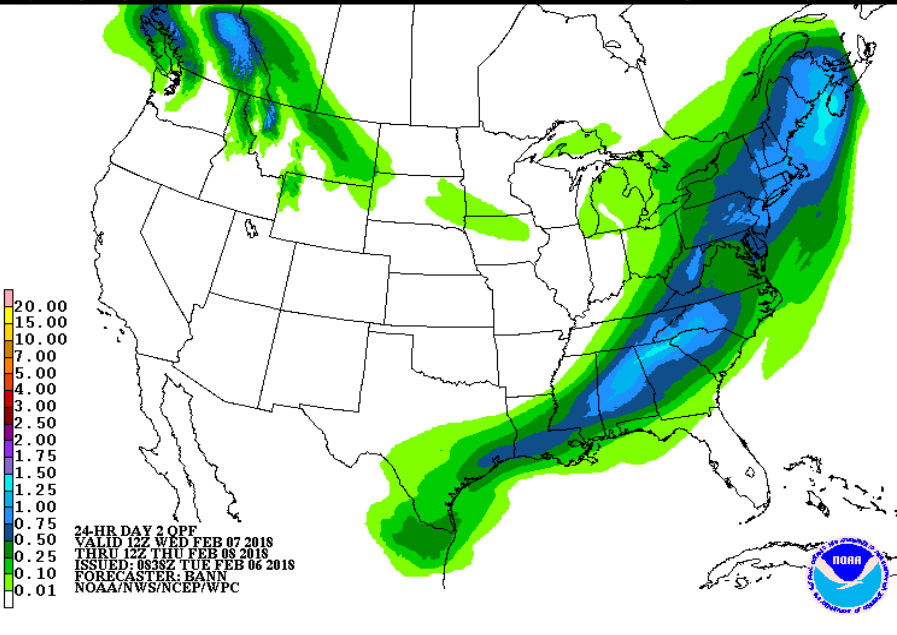 20.00
15.00
10.00
7.00
5.00
4.00
3.00
2.50
2.00
1.75
1.50
1.25
1.00
0.75
0.50
0.25
0.10
0.01
24-HR DAY 2 QPF
VALID 12Z WED FEB 07 2018
THRU 12Z THU FEB 08 2018
ISSUED: 0838Z TUE FEB 06 2018
FORECASTER: BANN
NOAA/NWS/NCEP/WPC
NOAA